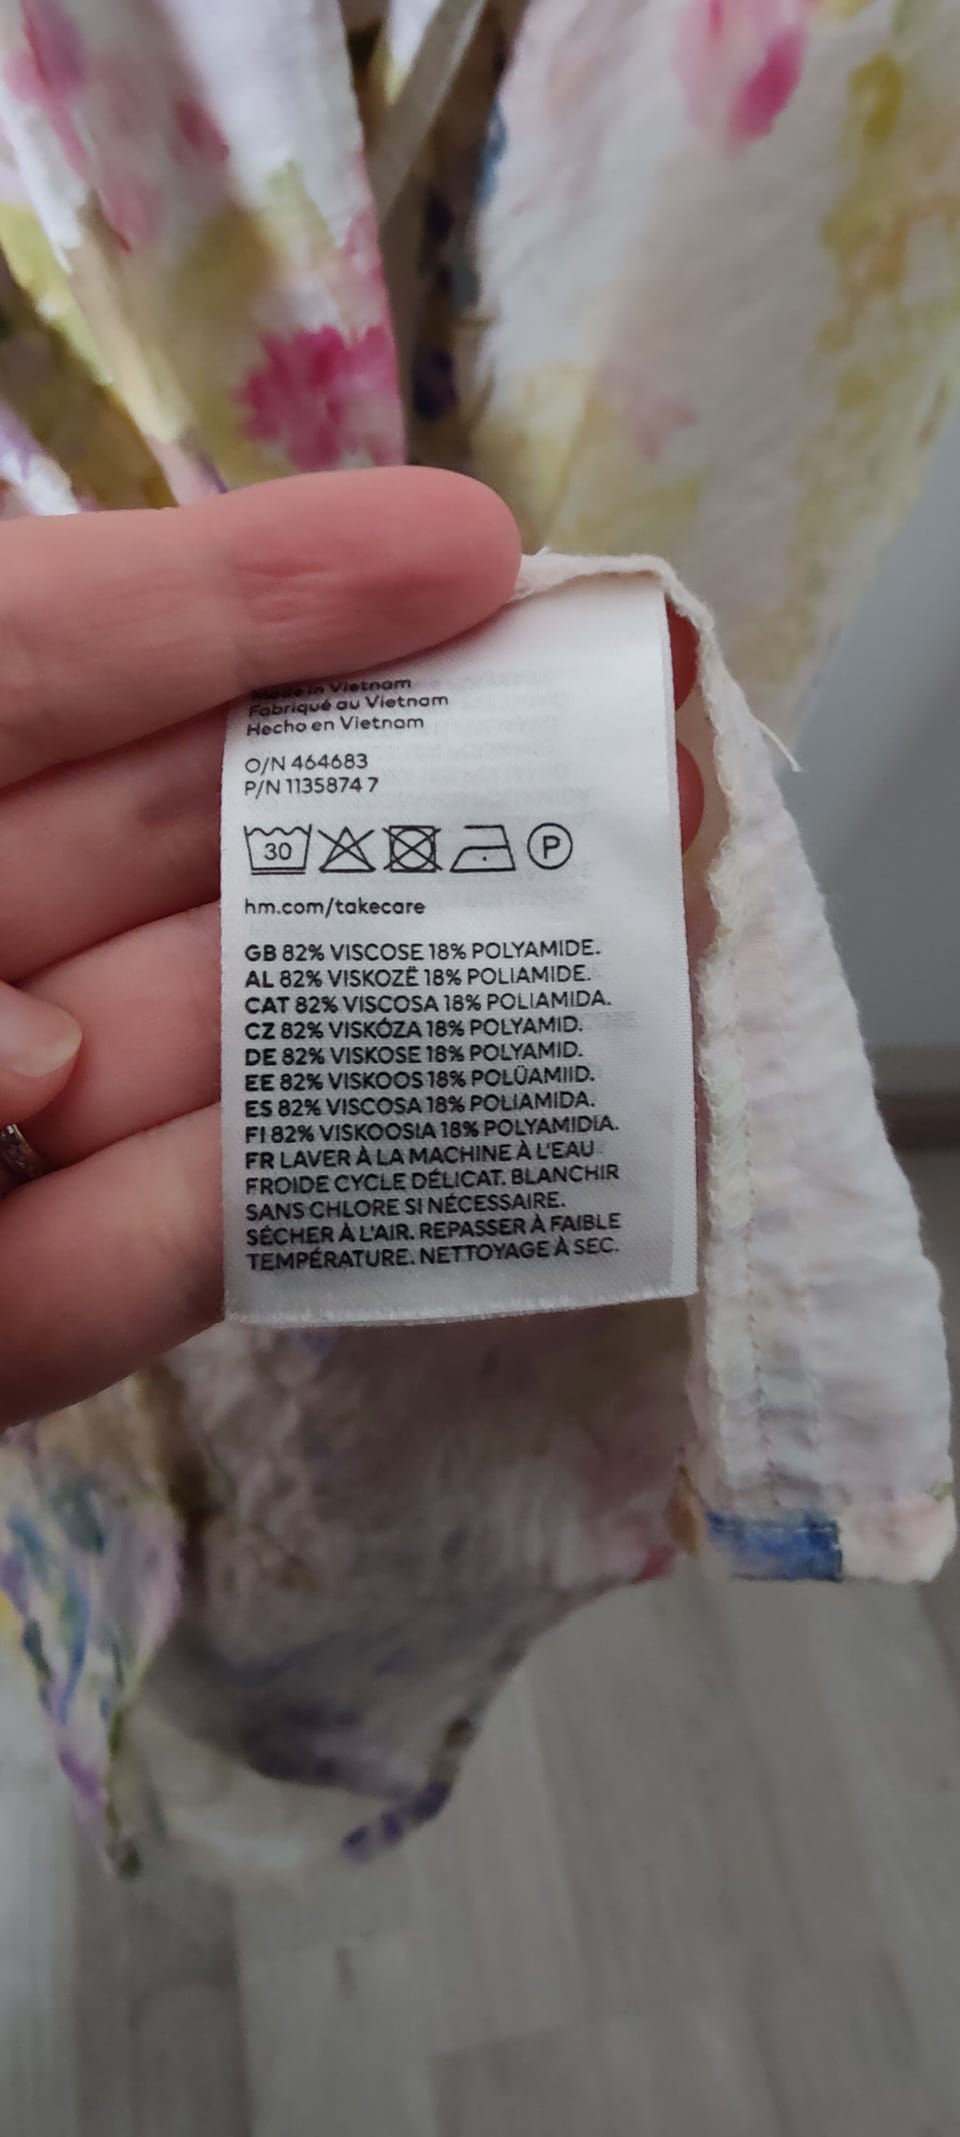 Made in Vietnam
Fabriqué au Vietnam
Hecho en Vietnam
O/N 464683
P/N 1135874 7
30 P
hm.com/takecare
GB 82% VISCOSE 18% POLYAMIDE.
AL 82% VISKOZË 18% POLIAMIDE.
CAT 82% VISCOSA 18% POLIAMIDA.
CZ 82% VISKÓZA 18% POLYAMID.
DE 82% VISKOSE 18% POLYAMID.
EE 82% VISKOOS 18% POLÜAMIID.
ES 82% VISCOSA 18% POLIAMIDA.
FI 82% VISKOOSIA 18% POLYAMIDIA.
FR LAVER À LA MACHINE À L'EAU
FROIDE CYCLE DÉLICAT. BLANCHIR
SANS CHLORE SI NÉCESSAIRE.
SÉCHER À L'AIR. REPASSER À FAIBLE
TEMPÉRATURE. NETTOYAGE À SEC.